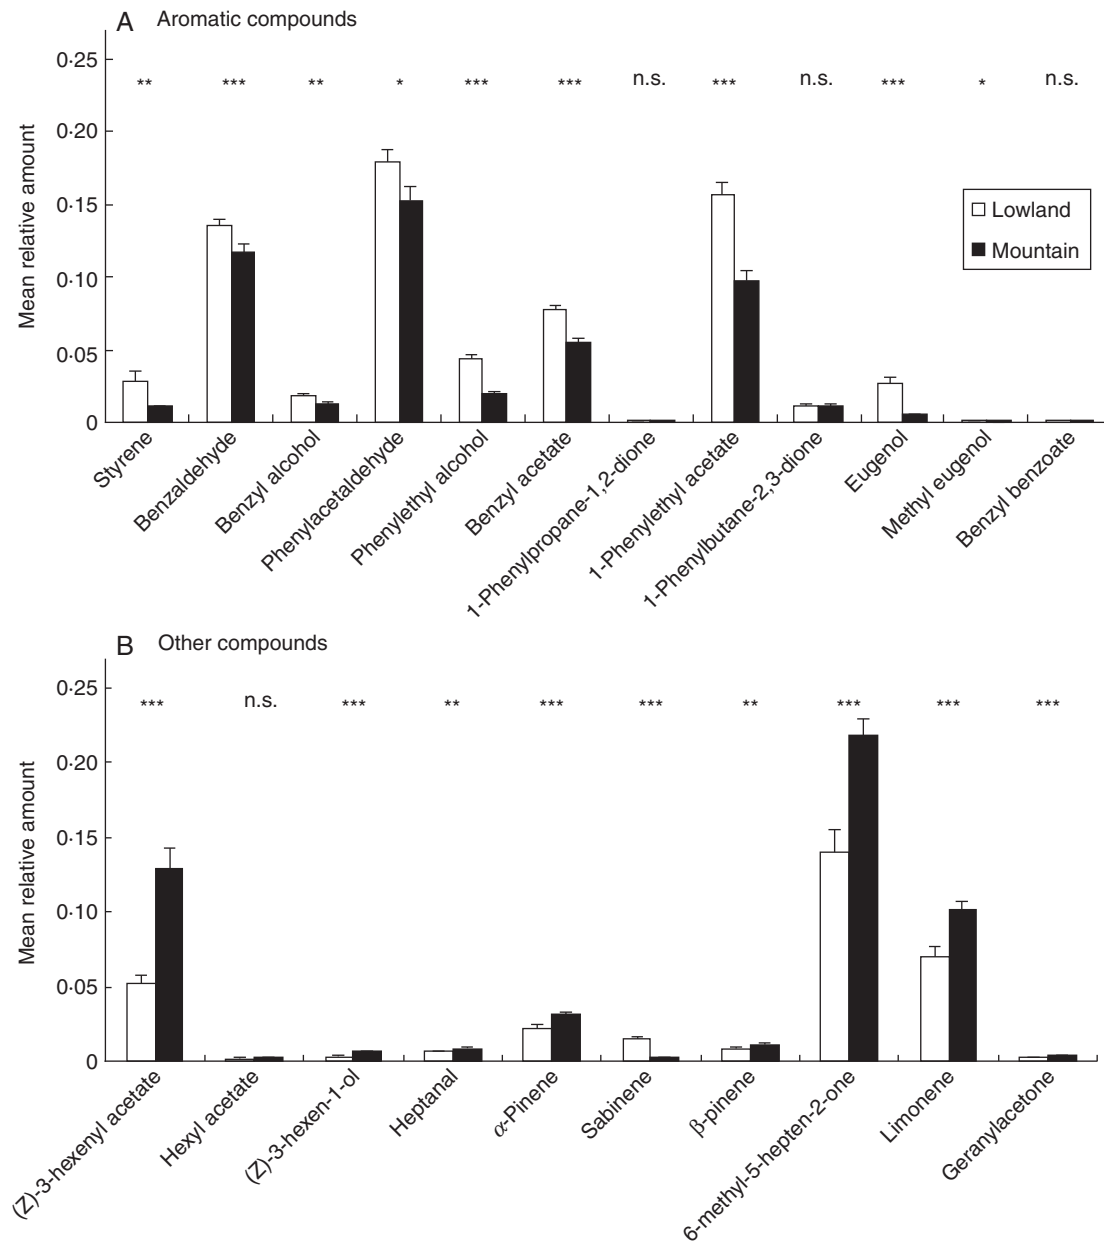 A Aromatic compounds
0·25
0·20
0·15
0·10
0·05
0
Mean relative amount
** *** ** * *** *** n.s. *** n.s. *** * n.s.
Lowland
Mountain
Styrene
Benzaldehyde
Benzyl alcohol
Phenylacetaldehyde
Phenylethyl alcohol
Benzyl acetate
1-Phenylpropane-1,2-dione
1-Phenylethyl acetate
1-Phenylbutane-2,3-dione
Eugenol
Methyl eugenol
Benzyl benzoate
B Other compounds
0·25
0·20
0·15
0·10
0·05
0
Mean relative amount
*** n.s. *** ** *** *** ** *** *** ***
(Z)-3-hexenyl acetate
Hexyl acetate
(Z)-3-hexen-1-ol
Heptanal
α-Pinene
Sabinene
β-pinene
6-methyl-5-hepten-2-one
Limonene
Geranylacetone